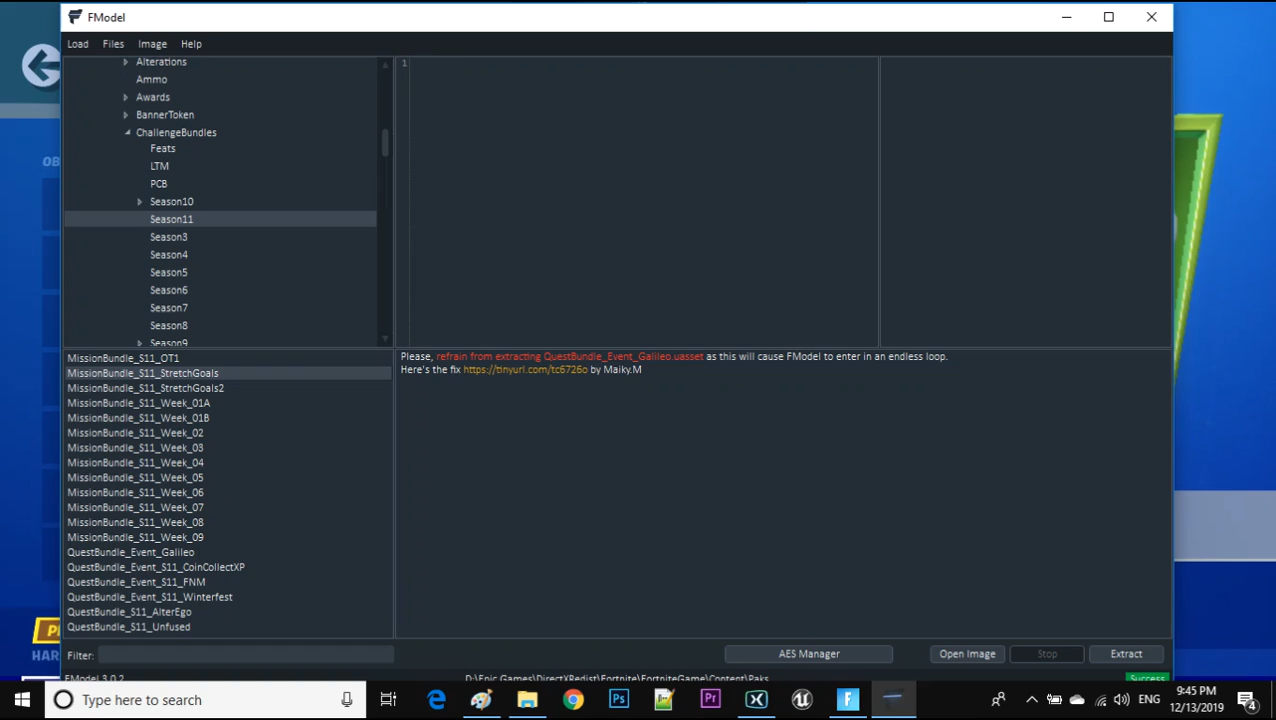 FModel
Load Files Image Help
Alterations
Ammo
Awards
BannerToken
ChallengeBundles
Feats
LTM
PCB
Season10
Season11
Season3
Season4
Season5
Season6
Season7
Season8
Season9
1
MissionBundle_S11_OT1
MissionBundle_S11_StretchGoals
MissionBundle_S11_StretchGoals2
MissionBundle_S11_Week_01A
MissionBundle_S11_Week_01B
MissionBundle_S11_Week_02
MissionBundle_S11_Week_03
MissionBundle_S11_Week_04
MissionBundle_S11_Week_05
MissionBundle_S11_Week_06
MissionBundle_S11_Week_07
MissionBundle_S11_Week_08
MissionBundle_S11_Week_09
QuestBundle_Event_Galileo
QuestBundle_Event_S11_CoinCollectXP
QuestBundle_Event_S11_FNM
QuestBundle_Event_S11_Winterfest
QuestBundle_S11_AlterEgo
QuestBundle_S11_Unfused
Please, refrain from extracting QuestBundle_Event_Galileo.uasset as this will cause FModel to enter in an endless loop.
Here's the fix https://tinyurl.com/tc6726o by Maiky.M
Filter: AES Manager Open Image Stop Extract
FModel 3.0.2 D:\Epic Games\DirectXRedist\Fortnite\FortniteGame\Content\Paks Success
OB
HAR
Type here to search
Ps
Pr
ENG
9:45 PM
12/13/2019
4